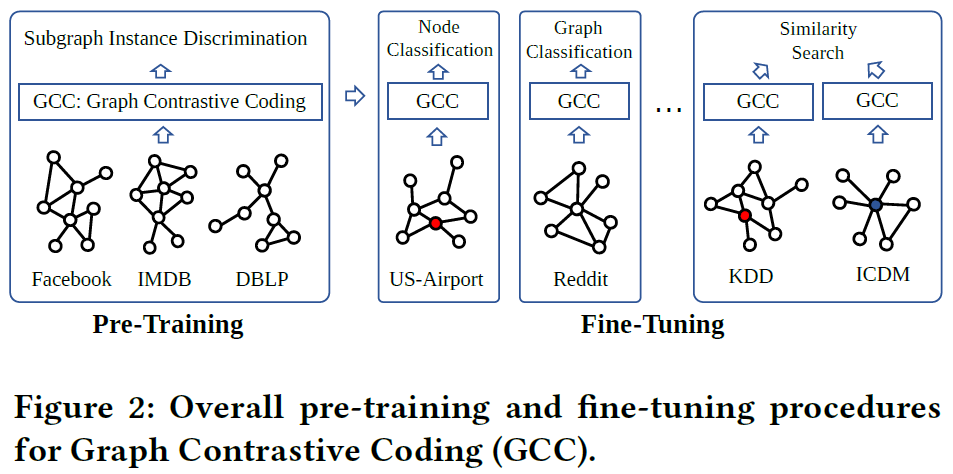 Subgraph Instance Discrimination
GCC: Graph Contrastive Coding
Facebook
IMDB
DBLP
Pre-Training
Node
Classification
GCC
US-Airport
Graph
Classification
GCC
Reddit
...
Similarity
Search
GCC
GCC
KDD
ICDM
Fine-Tuning
Figure 2: Overall pre-training and fine-tuning procedures
for Graph Contrastive Coding (GCC).